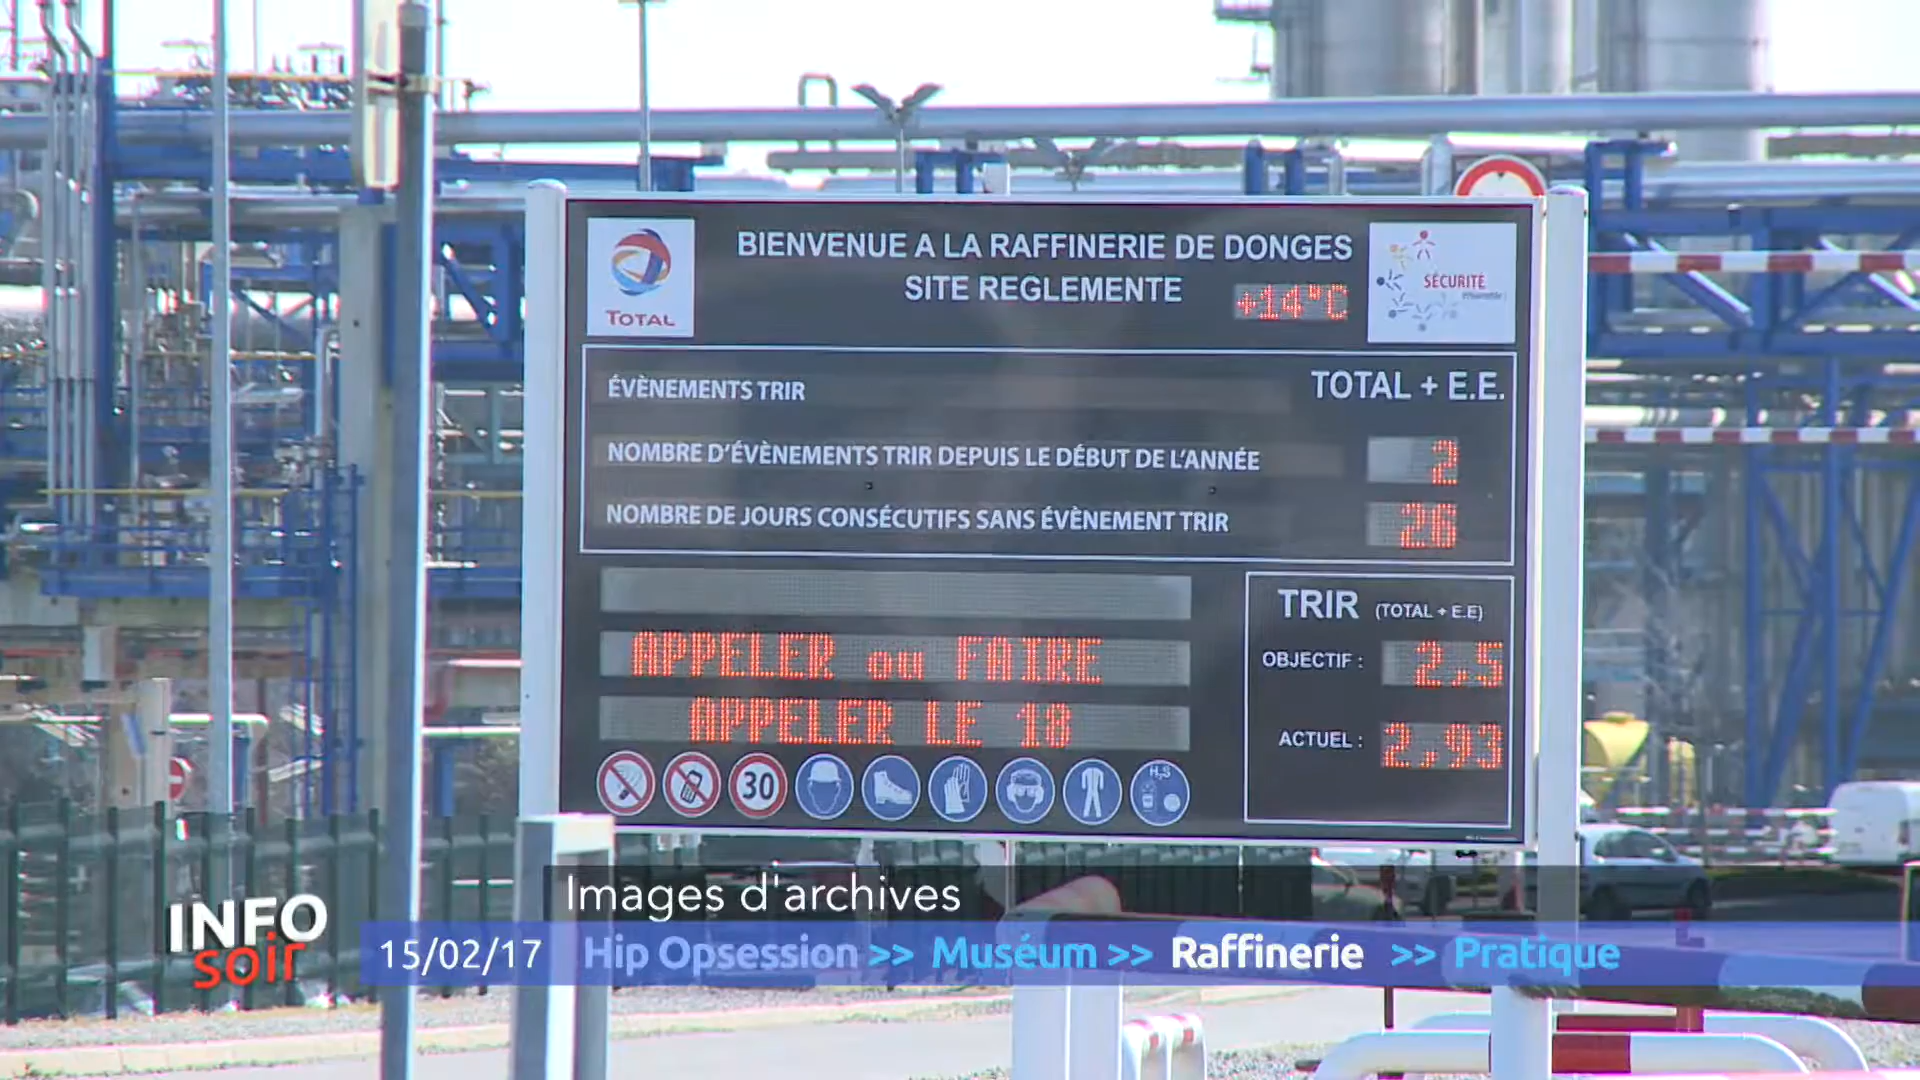 BIENVENUE A LA RAFFINERIE DE DONGES
SITE REGLEMENTE
+14°C
TOTAL
SÉCURITÉ
ÉVÈNEMENTS TRIR
TOTAL + E.E.
NOMBRE D'ÉVÈNEMENTS TRIR DEPUIS LE DÉBUT DE L'ANNÉE
2
NOMBRE DE JOURS CONSÉCUTIFS SANS ÉVÈNEMENT TRIR
26
APPELER ou FAIRE
APPELER LE 18
30
H₂S
TRIR (TOTAL + E.E)
OBJECTIF : 2,5
ACTUEL : 2,93
Images d'archives
INFO
soir
15/02/17 Hip Opsession >> Muséum >> Raffinerie >> Pratique